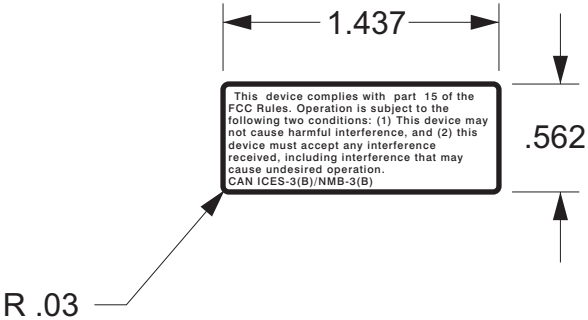 1.437
This device complies with part 15 of the
FCC Rules. Operation is subject to the
following two conditions: (1) This device may
not cause harmful interference, and (2) this
device must accept any interference
received, including interference that may
cause undesired operation.
CAN ICES-3(B)/NMB-3(B)
.562
R .03